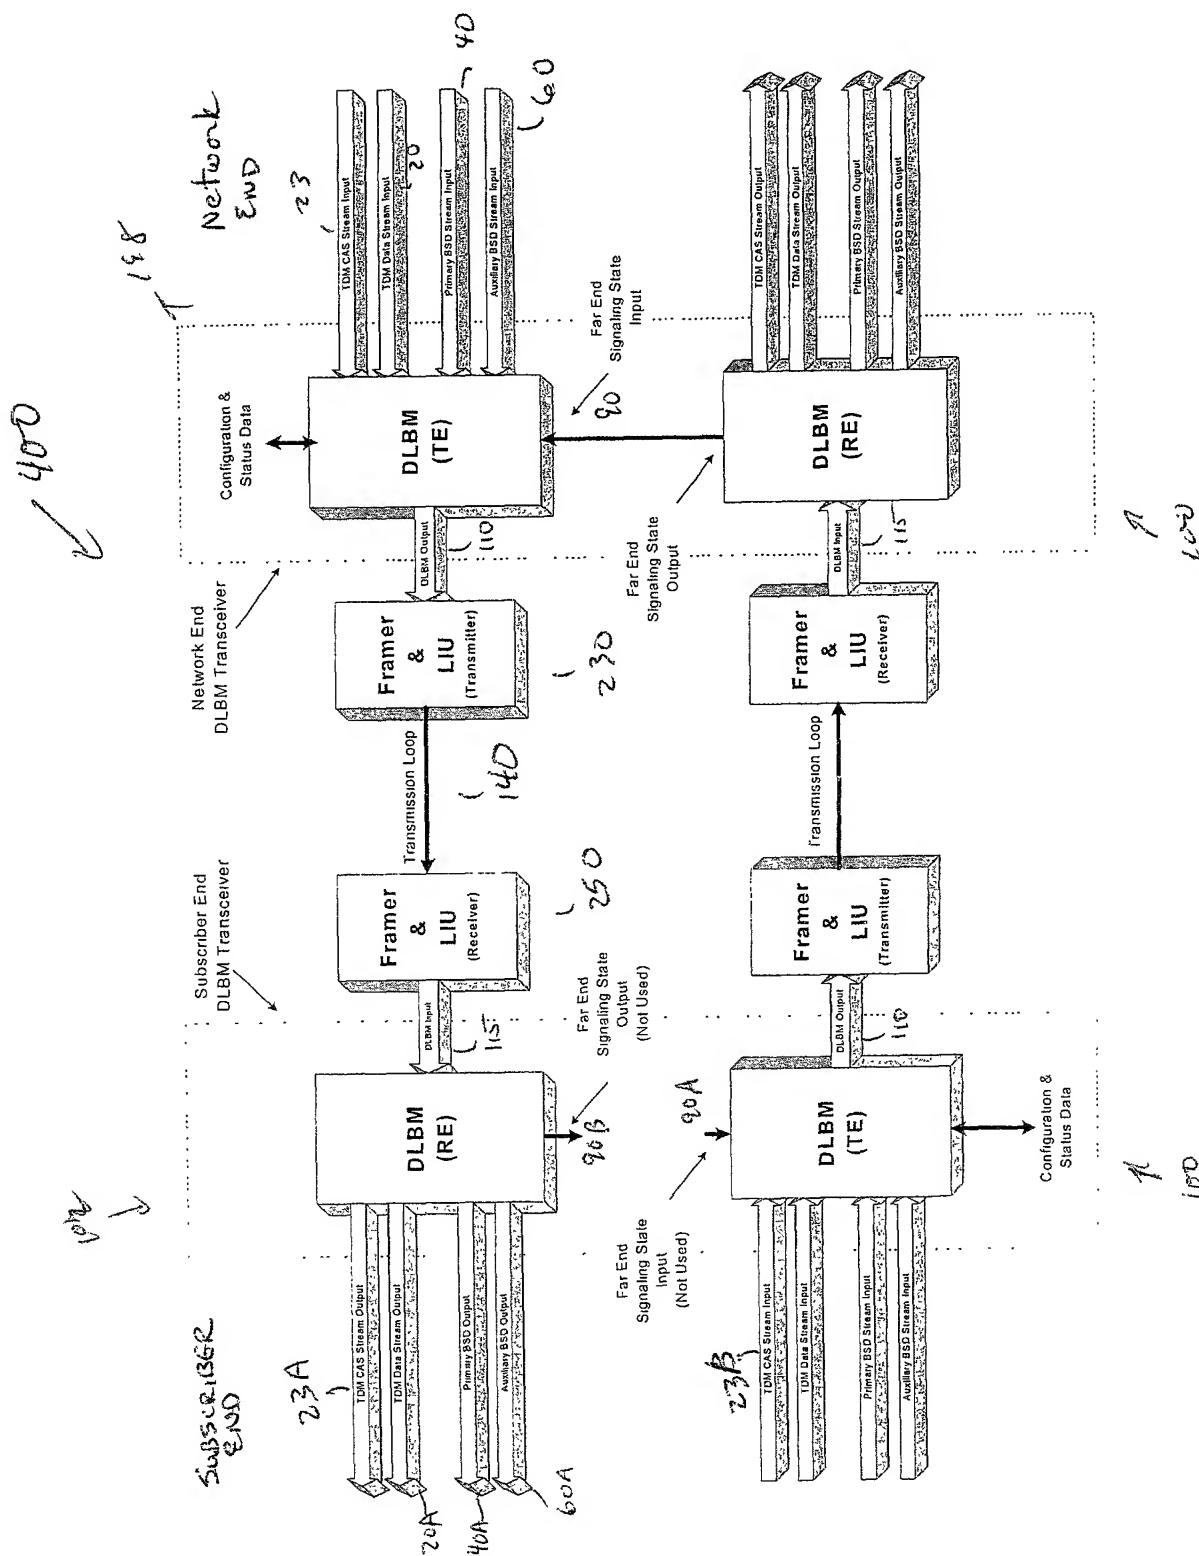 400
SUBSCRIBER
END
Network
END
198
Subscriber End
DLBM Transceiver
Network End
DLBM Transceiver
Configuration &
Status Data
23A
TDM CAS Stream Output
TDM Data Stream Output
20A
Primary BSD Output
40A
Auxiliary BSD Output
60A
DLBM
(RE)
DLBM Input
115
Framer
&
LIU
(Receiver)
250
Transmission Loop
140
Framer
&
LIU
(Transmitter)
230
DLBM Output
110
DLBM
(TE)
23
TDM CAS Stream Input
TDM Data Stream Input
20
Primary BSD Stream Input
40
Auxiliary BSD Stream Input
60
90B
Far End
Signaling State
Output
(Not Used)
Far End
Signaling State
Input
(Not Used)
90A
Far End
Signaling State
Output
90
Far End
Signaling State
Input
23B
TDM CAS Stream Input
TDM Data Stream Input
Primary BSD Stream Input
Auxiliary BSD Stream Input
DLBM
(TE)
DLBM Output
110
Framer
&
LIU
(Transmitter)
Transmission Loop
Framer
&
LIU
(Receiver)
DLBM Input
115
DLBM
(RE)
TDM CAS Stream Output
TDM Data Stream Output
Primary BSD Stream Output
Auxiliary BSD Stream Output
Configuration &
Status Data
100